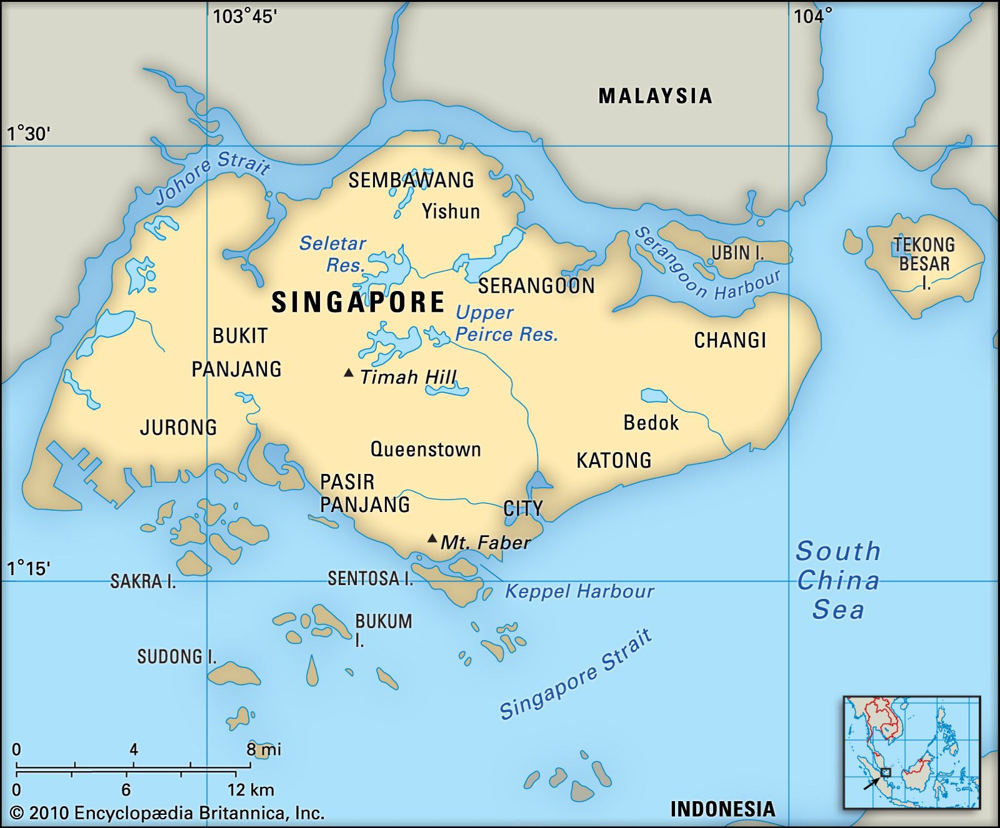 103°45'
104°
MALAYSIA
1°30'
Johore Strait
SEMBAWANG
Yishun
Seletar
Res.
Serangoon Harbour
UBIN I.
TEKONG
BESAR
I.
SERANGOON
SINGAPORE
Upper
Peirce Res.
BUKIT
PANJANG
CHANGI
Timah Hill
JURONG
Bedok
Queenstown
KATONG
PASIR
PANJANG
CITY
Mt. Faber
South
China
Sea
1°15'
SAKRA I.
SENTOSA I.
Keppel Harbour
BUKUM
I.
SUDONG I.
Singapore Strait
0 4 8 mi
0 6 12 km
© 2010 Encyclopædia Britannica, Inc.
INDONESIA